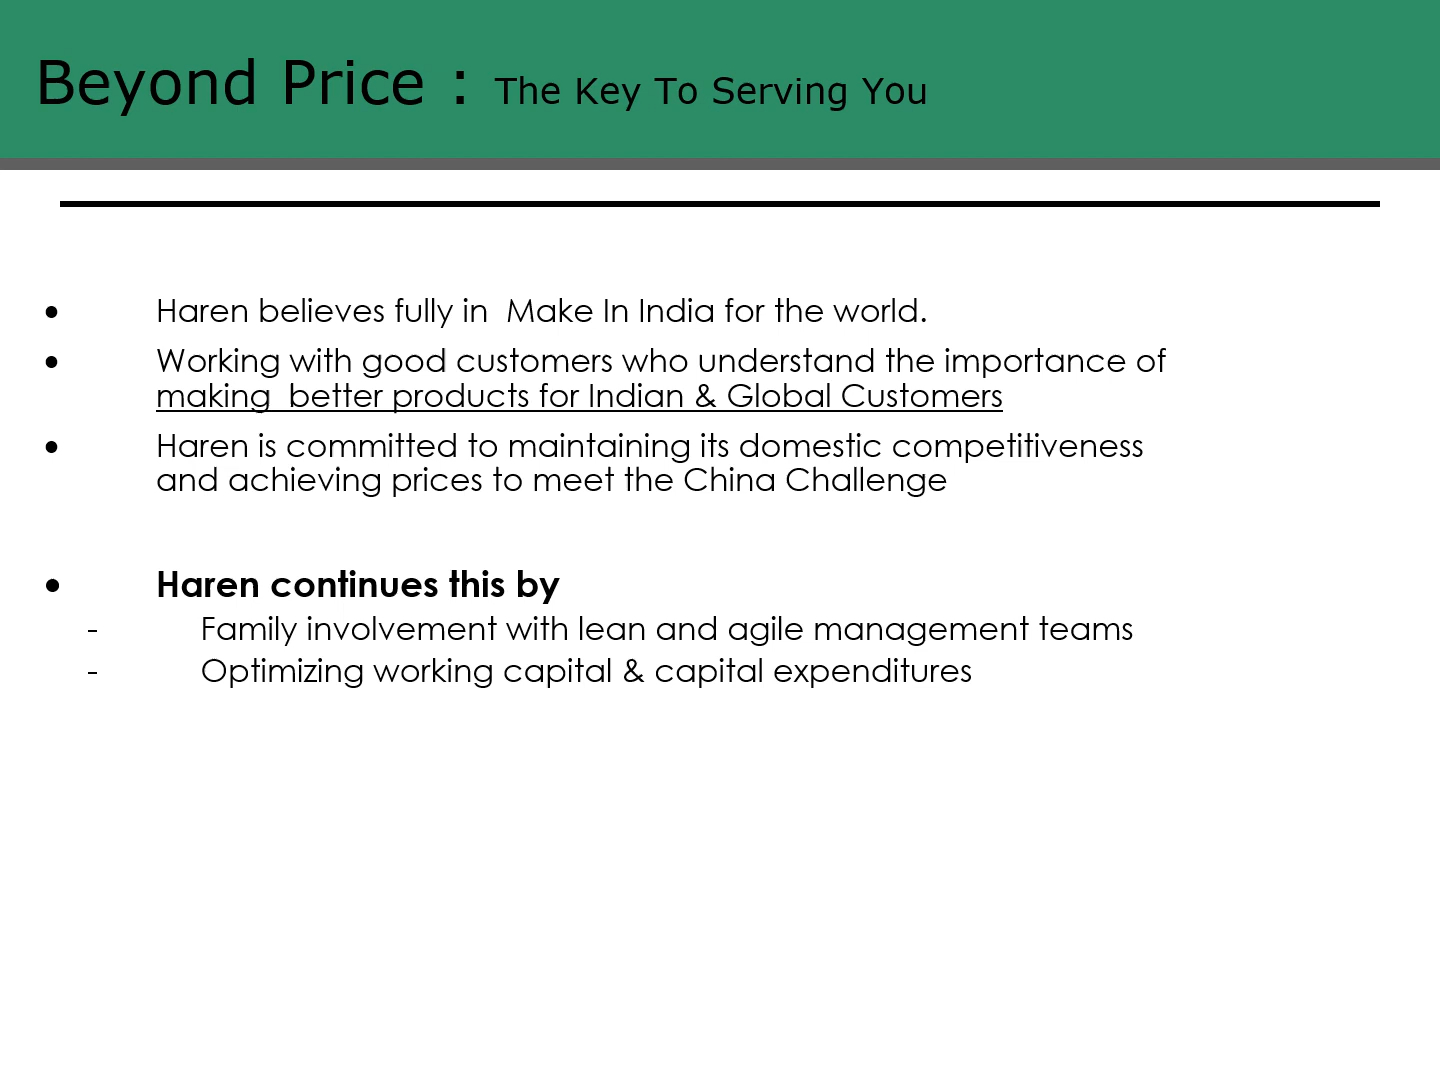 Beyond Price : The Key To Serving You
• Haren believes fully in  Make In India for the world.
• Working with good customers who understand the importance of
making  better products for Indian & Global Customers
• Haren is committed to maintaining its domestic competitiveness
and achieving prices to meet the China Challenge
• Haren continues this by
- Family involvement with lean and agile management teams
- Optimizing working capital & capital expenditures